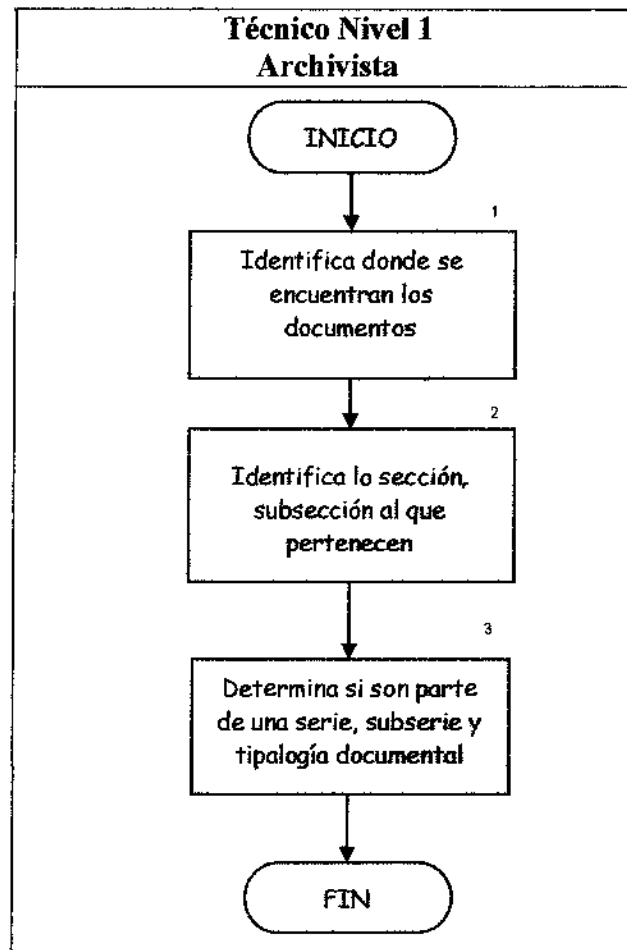 Técnico Nivel 1
Archivista
INICIO
1
Identifica donde se
encuentran los
documentos
2
Identifica lo sección,
subsección al que
pertenecen
3
Determina si son parte
de una serie, subserie y
tipalogía documental
FIN